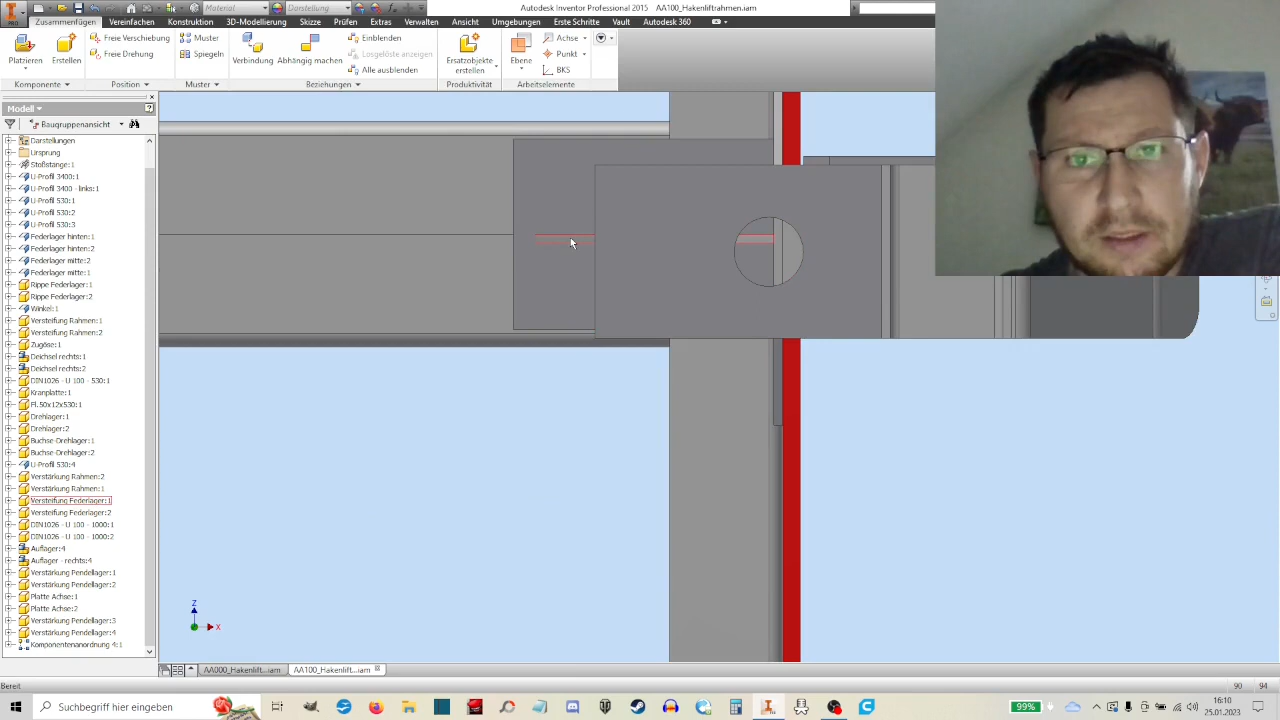 Material
Darstellung
Autodesk Inventor Professional 2015 AA100_Hakenliftrahmen.iam
Zusammenfügen Vereinfachen Konstruktion 3D-Modellierung Skizze Prüfen Extras Verwalten Ansicht Umgebungen Erste Schritte Vault Autodesk 360
Platzieren Erstellen
Freie Verschiebung
Freie Drehung
Muster
Spiegeln
Verbindung Abhängig machen
Einblenden
Losgelöste anzeigen
Alle ausblenden
Ersatzobjekte erstellen
Ebene
Achse
Punkt
BKS
Komponente Position Muster Beziehungen Produktivität Arbeitselemente
Modell
Baugruppenansicht
Darstellungen
Ursprung
Stoßstange:1
U-Profil 3400:1
U-Profil 3400 - links:1
U-Profil 530:1
U-Profil 530:2
U-Profil 530:3
Federlager hinten:1
Federlager hinten:2
Federlager mitte:2
Federlager mitte:1
Rippe Federlager:1
Rippe Federlager:2
Winkel:1
Versteifung Rahmen:1
Versteifung Rahmen:2
Zugöse:1
Deichsel rechts:1
Deichsel rechts:2
DIN1026 - U 100 - 530:1
Kranplatte:1
Fl.50x12x530:1
Drehlager:1
Drehlager:2
Buchse-Drehlager:1
Buchse-Drehlager:2
U-Profil 530:4
Verstärkung Rahmen:2
Verstärkung Rahmen:1
Versteifung Federlager:1
Versteifung Federlager:2
DIN1026 - U 100 - 1000:1
DIN1026 - U 100 - 1000:2
Auflager:4
Auflager - rechts:4
Verstärkung Pendellager:1
Verstärkung Pendellager:2
Platte Achse:1
Platte Achse:2
Verstärkung Pendellager:3
Verstärkung Pendellager:4
Komponentenanordnung 4:1
Z
X
AA000_Hakenlift...iam AA100_Hakenlift...iam
Bereit
90 94
Suchbegriff hier eingeben
99%
16:10
25.01.2023